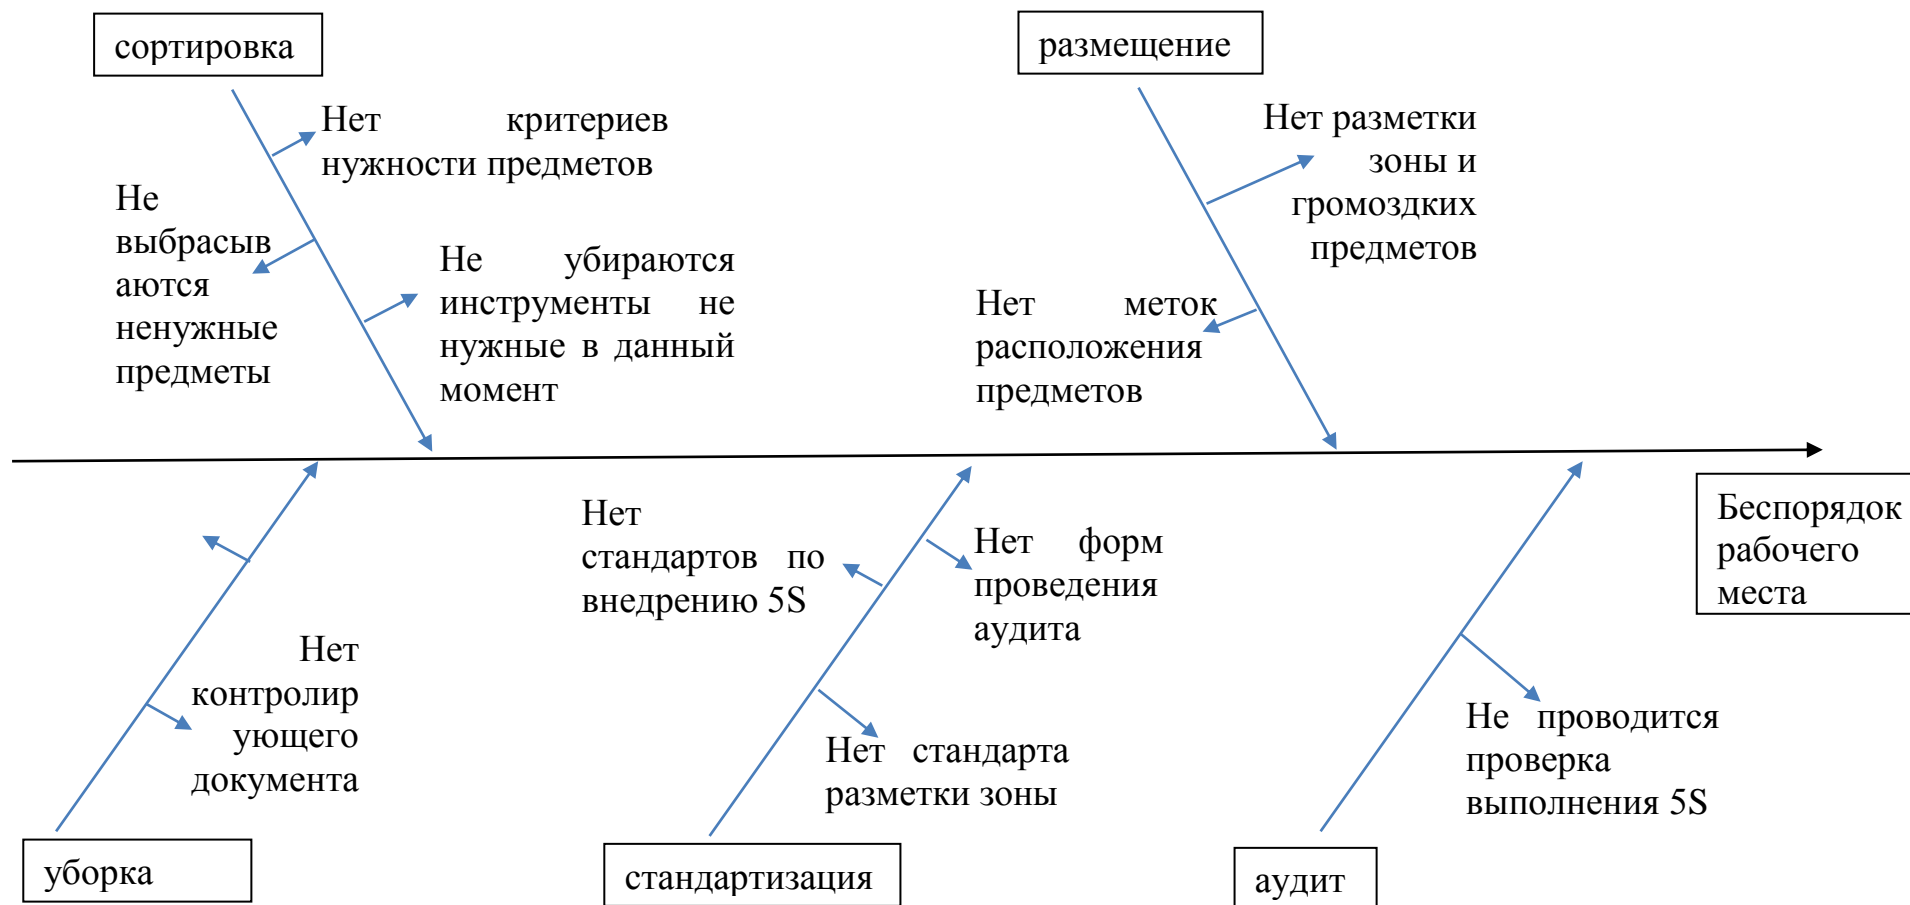 сортировка
размещение
Нет критериев
нужности предметов
Не
выбрасыв
аются
ненужные
предметы
Не убираются
инструменты не
нужные в данный
момент
Нет разметки
зоны и
громоздких
предметов
Нет меток
расположения
предметов
Беспорядок
рабочего
места
Нет
контролир
ующего
документа
Нет
стандартов по
внедрению 5S
Нет форм
проведения
аудита
Нет стандарта
разметки зоны
Не проводится
проверка
выполнения 5S
уборка
стандартизация
аудит